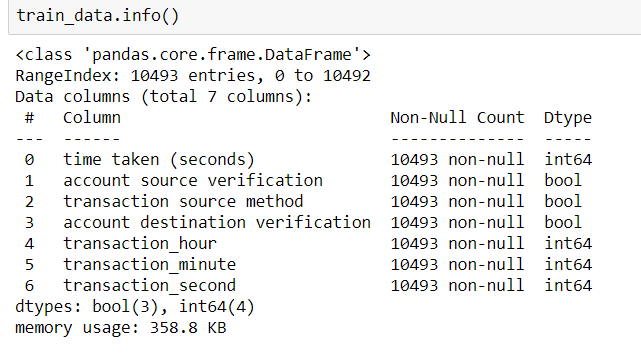 train_data.info()
<class 'pandas.core.frame.DataFrame'>
RangeIndex: 10493 entries, 0 to 10492
Data columns (total 7 columns):
 #   Column                           Non-Null Count  Dtype
---  ------                           --------------  -----
 0   time taken (seconds)             10493 non-null  int64
 1   account source verification      10493 non-null  bool
 2   transaction source method        10493 non-null  bool
 3   account destination verification 10493 non-null  bool
 4   transaction_hour                 10493 non-null  int64
 5   transaction_minute               10493 non-null  int64
 6   transaction_second               10493 non-null  int64
dtypes: bool(3), int64(4)
memory usage: 358.8 KB